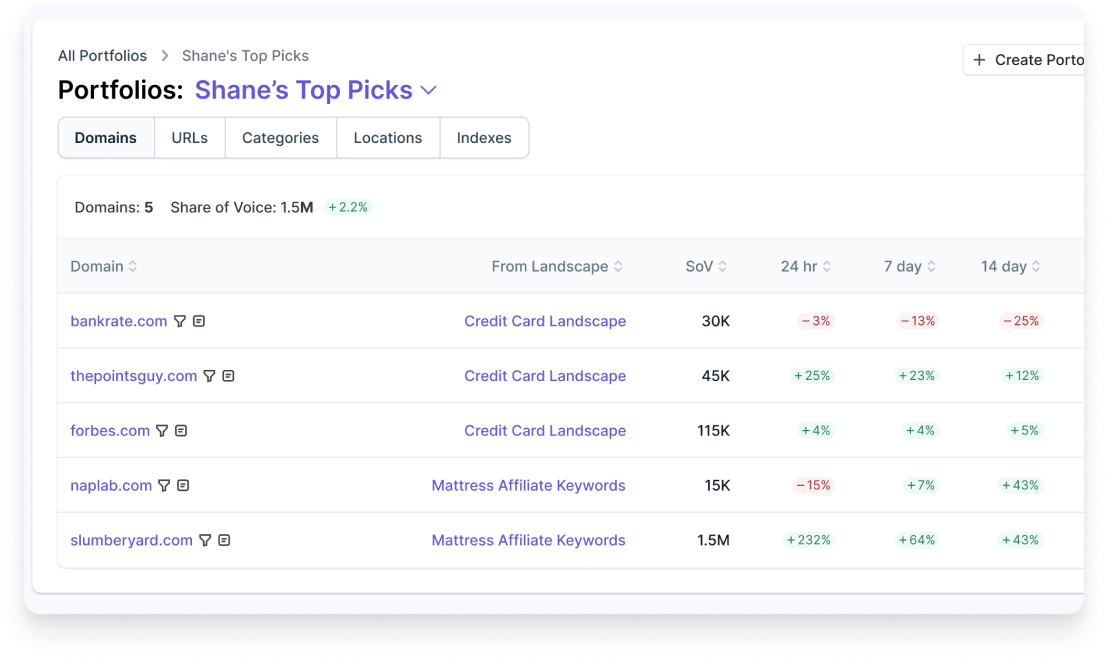 All Portfolios > Shane's Top Picks
+ Create Porto
Portfolios: Shane’s Top Picks
Domains URLs Categories Locations Indexes
Domains: 5 Share of Voice: 1.5M +2.2%
Domain From Landscape SoV 24 hr 7 day 14 day
bankrate.com Credit Card Landscape 30K −3% −13% −25%
thepointsguy.com Credit Card Landscape 45K +25% +23% +12%
forbes.com Credit Card Landscape 115K +4% +4% +5%
naplab.com Mattress Affiliate Keywords 15K −15% +7% +43%
slumberyard.com Mattress Affiliate Keywords 1.5M +232% +64% +43%